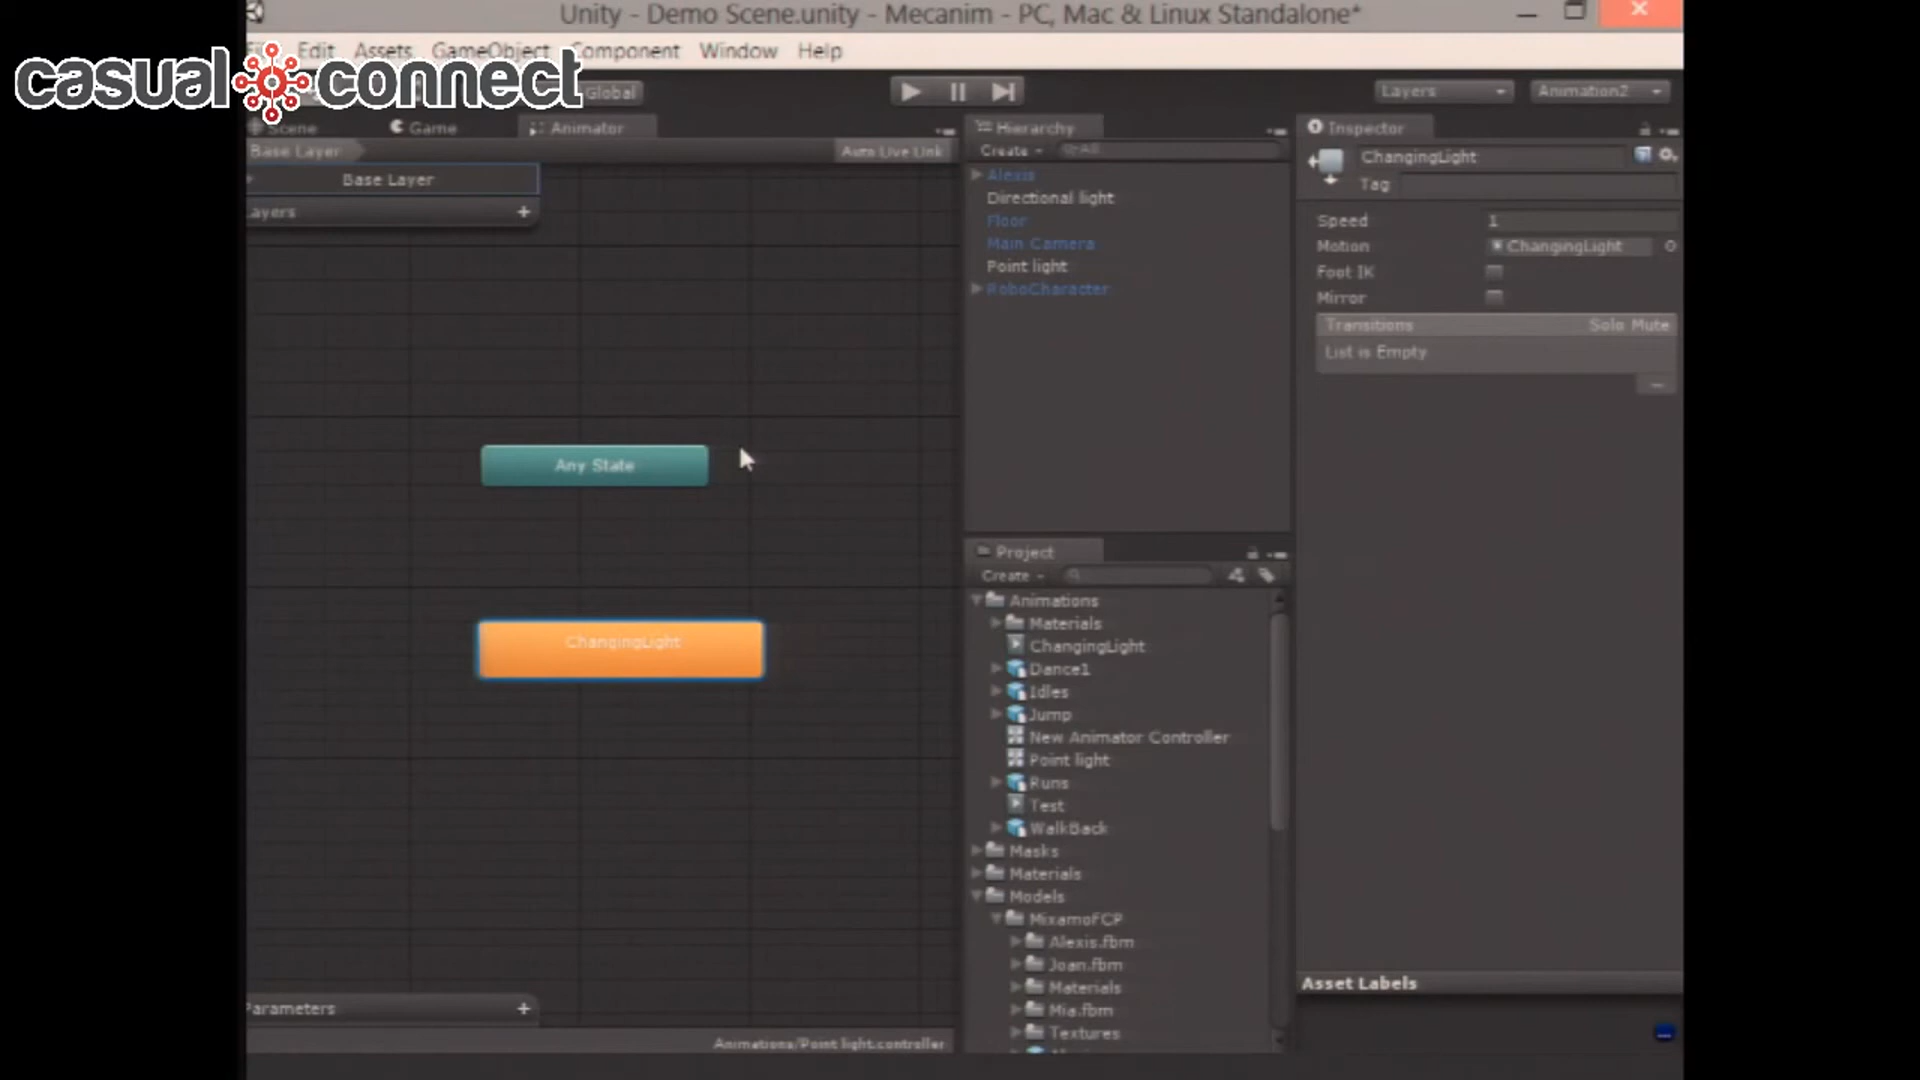 Unity - Demo Scene.unity - Mecanim - PC, Mac & Linux Standalone*
Edit Assets GameObject Component Window Help
casual connect
Global
Layers
Animation2
Scene
Game
Animator
Base Layer
Auto Live Link
Base Layer
Layers
Any State
ChangingLight
Parameters
Animations/Point light.controller
Hierarchy
Create
All
Alexis
Directional light
Floor
Main Camera
Point light
RoboCharacter
Project
Create
Animations
Materials
ChangingLight
Dance1
Idles
Jump
New Animator Controller
Point light
Runs
Test
WalkBack
Masks
Materials
Models
MixamoFCP
Alexis.fbm
Joan.fbm
Materials
Mia.fbm
Textures
Inspector
ChangingLight
Tag
Speed 1
Motion ChangingLight
Foot IK
Mirror
Transitions Solo Mute
List is Empty
Asset Labels